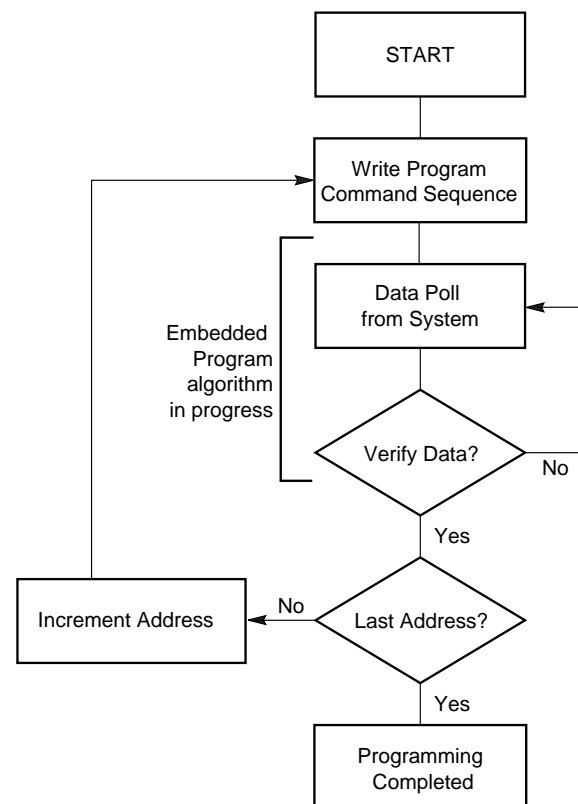 START
Write Program
Command Sequence
Data Poll
from System
Embedded
Program
algorithm
in progress
Verify Data?
No
Yes
Increment Address
No
Last Address?
Yes
Programming
Completed